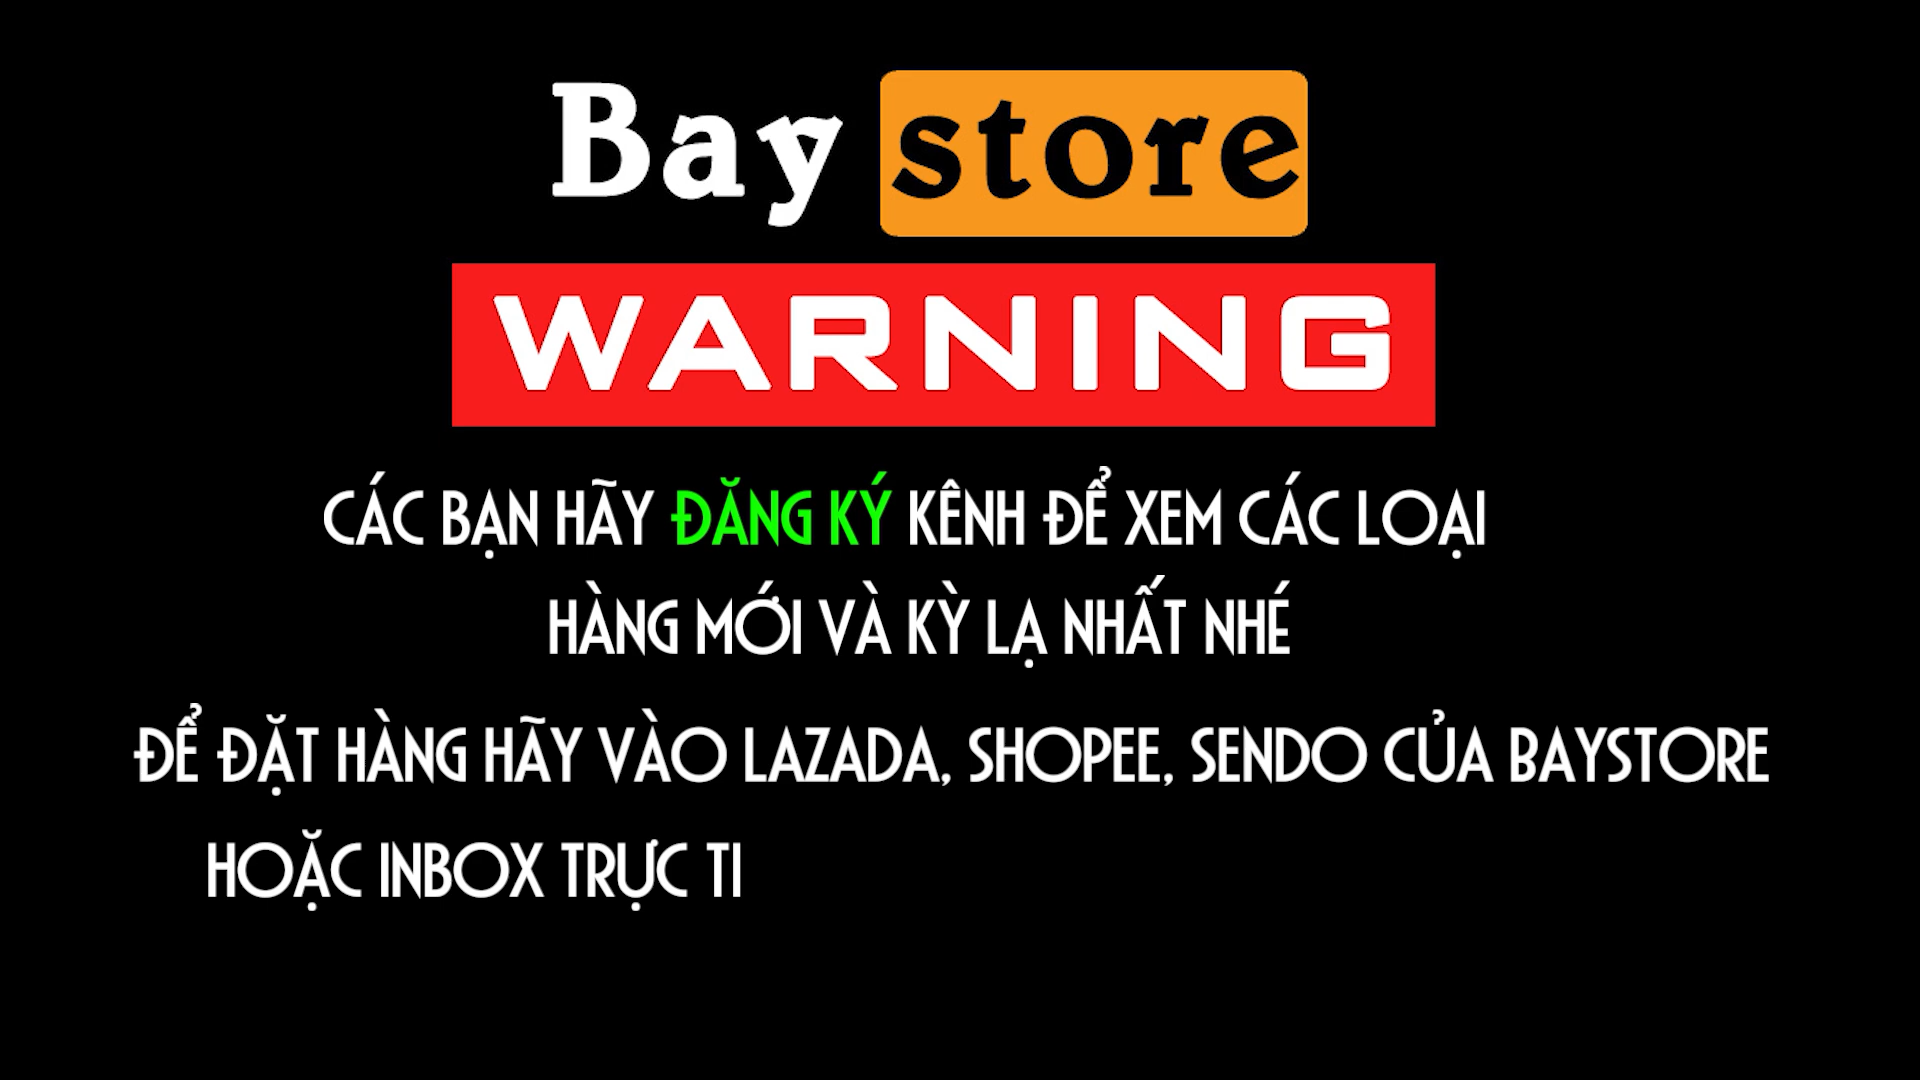 Bay store
WARNING
CÁC BẠN HÃY ĐĂNG KÝ KÊNH ĐỂ XEM CÁC LOẠI
HÀNG MỚI VÀ KỲ LẠ NHẤT NHÉ
ĐỂ ĐẶT HÀNG HÃY VÀO LAZADA, SHOPEE, SENDO CỦA BAYSTORE
HOẶC INBOX TRỰC TI